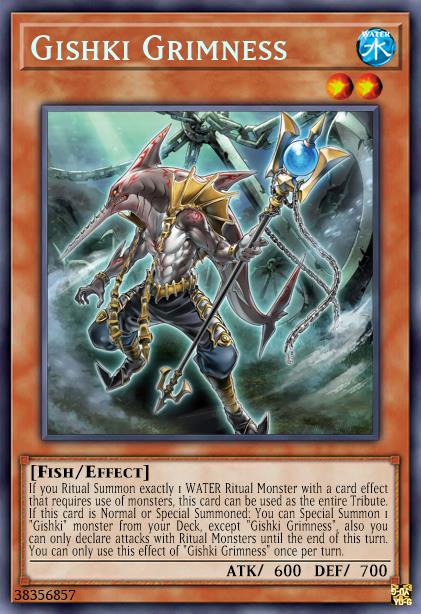 Gishki Grimness
WATER
水
[Fish/Effect]
If you Ritual Summon exactly 1 WATER Ritual Monster with a card effect
that requires use of monsters, this card can be used as the entire Tribute.
If this card is Normal or Special Summoned: You can Special Summon 1
"Gishki" monster from your Deck, except "Gishki Grimness", also you
can only declare attacks with Ritual Monsters until the end of this turn.
You can only use this effect of "Gishki Grimness" once per turn.
ATK/ 600 DEF/ 700
38356857